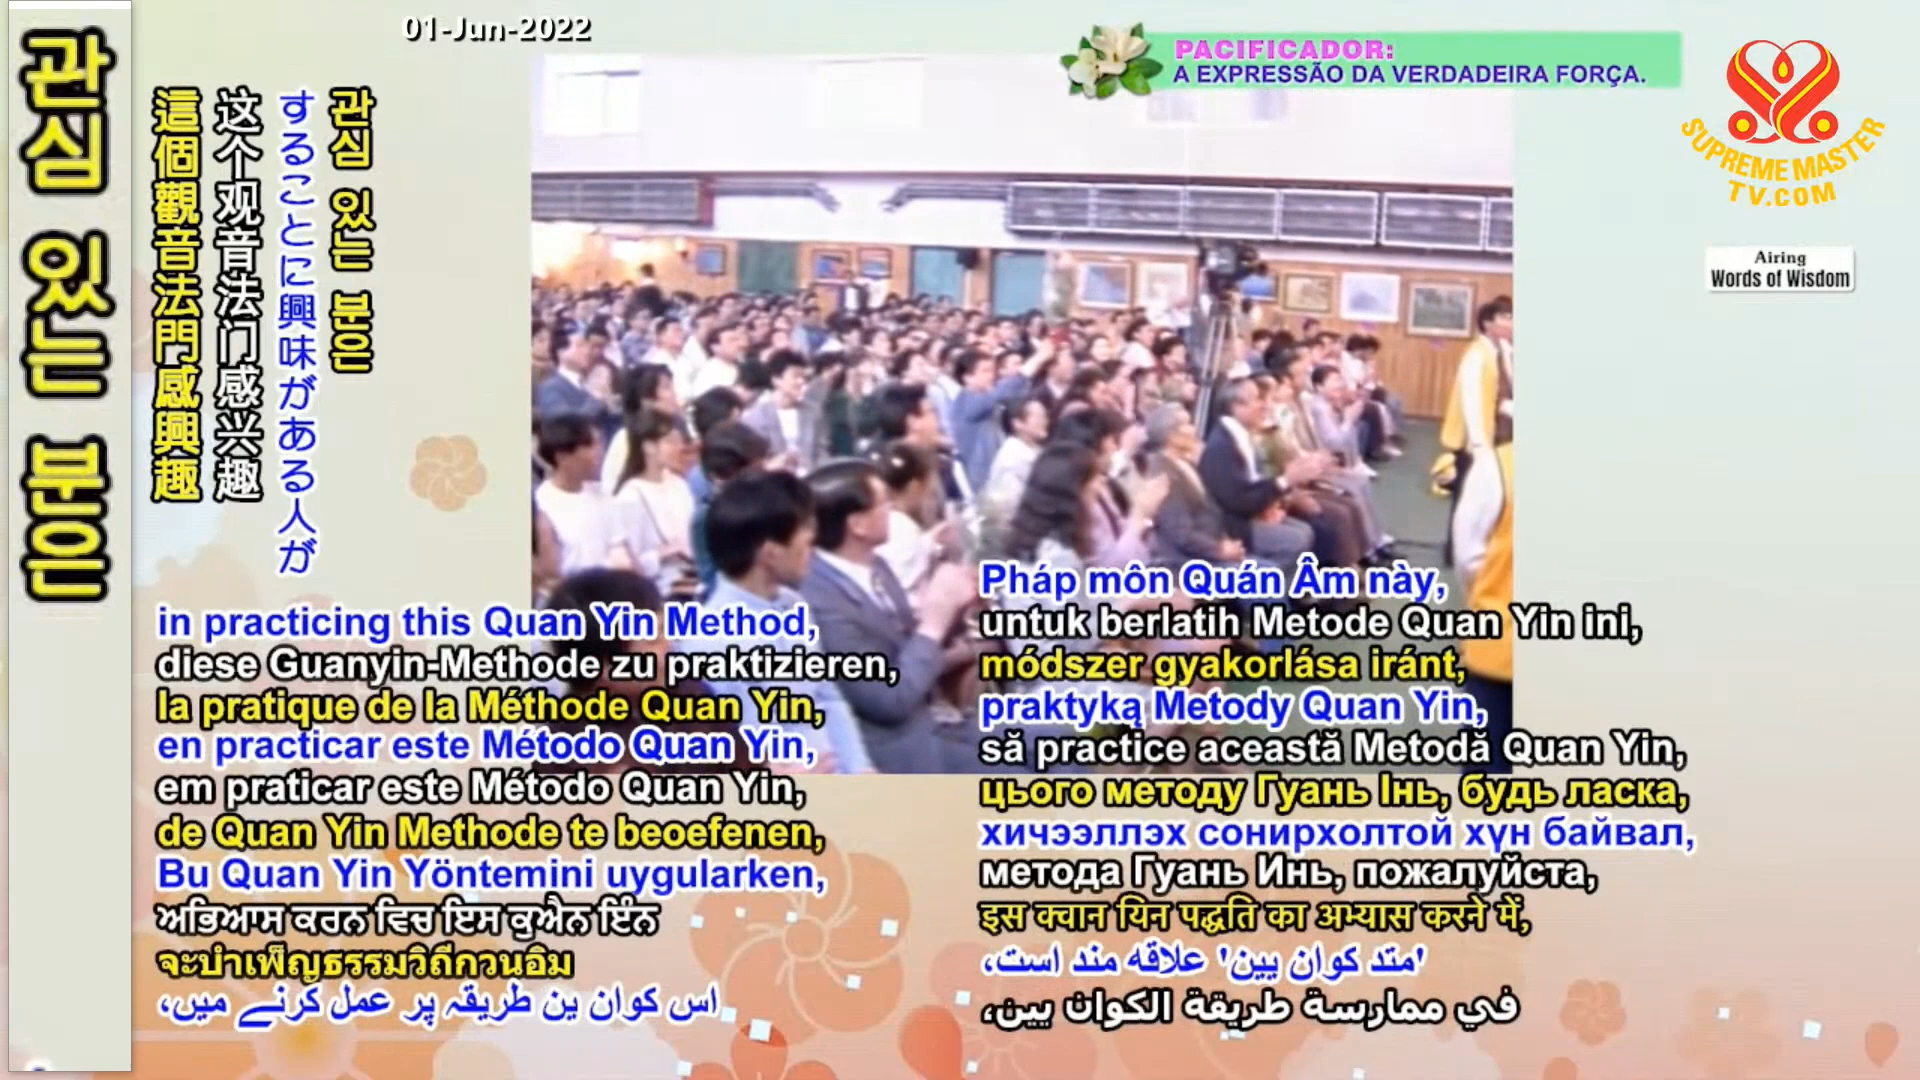 관심 있는 분은
01-Jun-2022
PACIFICADOR:
A EXPRESSÃO DA VERDADEIRA FORÇA.
SUPREME MASTER
TV.COM
Airing
Words of Wisdom
관심 있는 분은
することに興味がある人が
这个观音法门感兴趣
這個觀音法門感興趣
in practicing this Quan Yin Method,
diese Guanyin-Methode zu praktizieren,
la pratique de la Méthode Quan Yin,
en practicar este Método Quan Yin,
em praticar este Método Quan Yin,
de Quan Yin Methode te beoefenen,
Bu Quan Yin Yöntemini uygularken,
ਅਭਿਆਸ ਕਰਨ ਵਿਚ ਇਸ ਕੁਐਨ ਇੰਨ
จะบำเพ็ญธรรมวิถีกวนอิม
اس کوان ین طریقہ پر عمل کرنے میں،
Pháp môn Quán Âm này,
untuk berlatih Metode Quan Yin ini,
módszer gyakorlása iránt,
praktyką Metody Quan Yin,
să practice această Metodă Quan Yin,
цього методу Гуань Інь, будь ласка,
хичээллэх сонирхолтой хүн байвал,
метода Гуань Инь, пожалуйста,
इस क्वान यिन पद्धति का अभ्यास करने में,
'متد کوان یین' علاقه مند است،
في ممارسة طريقة الكوان يين،